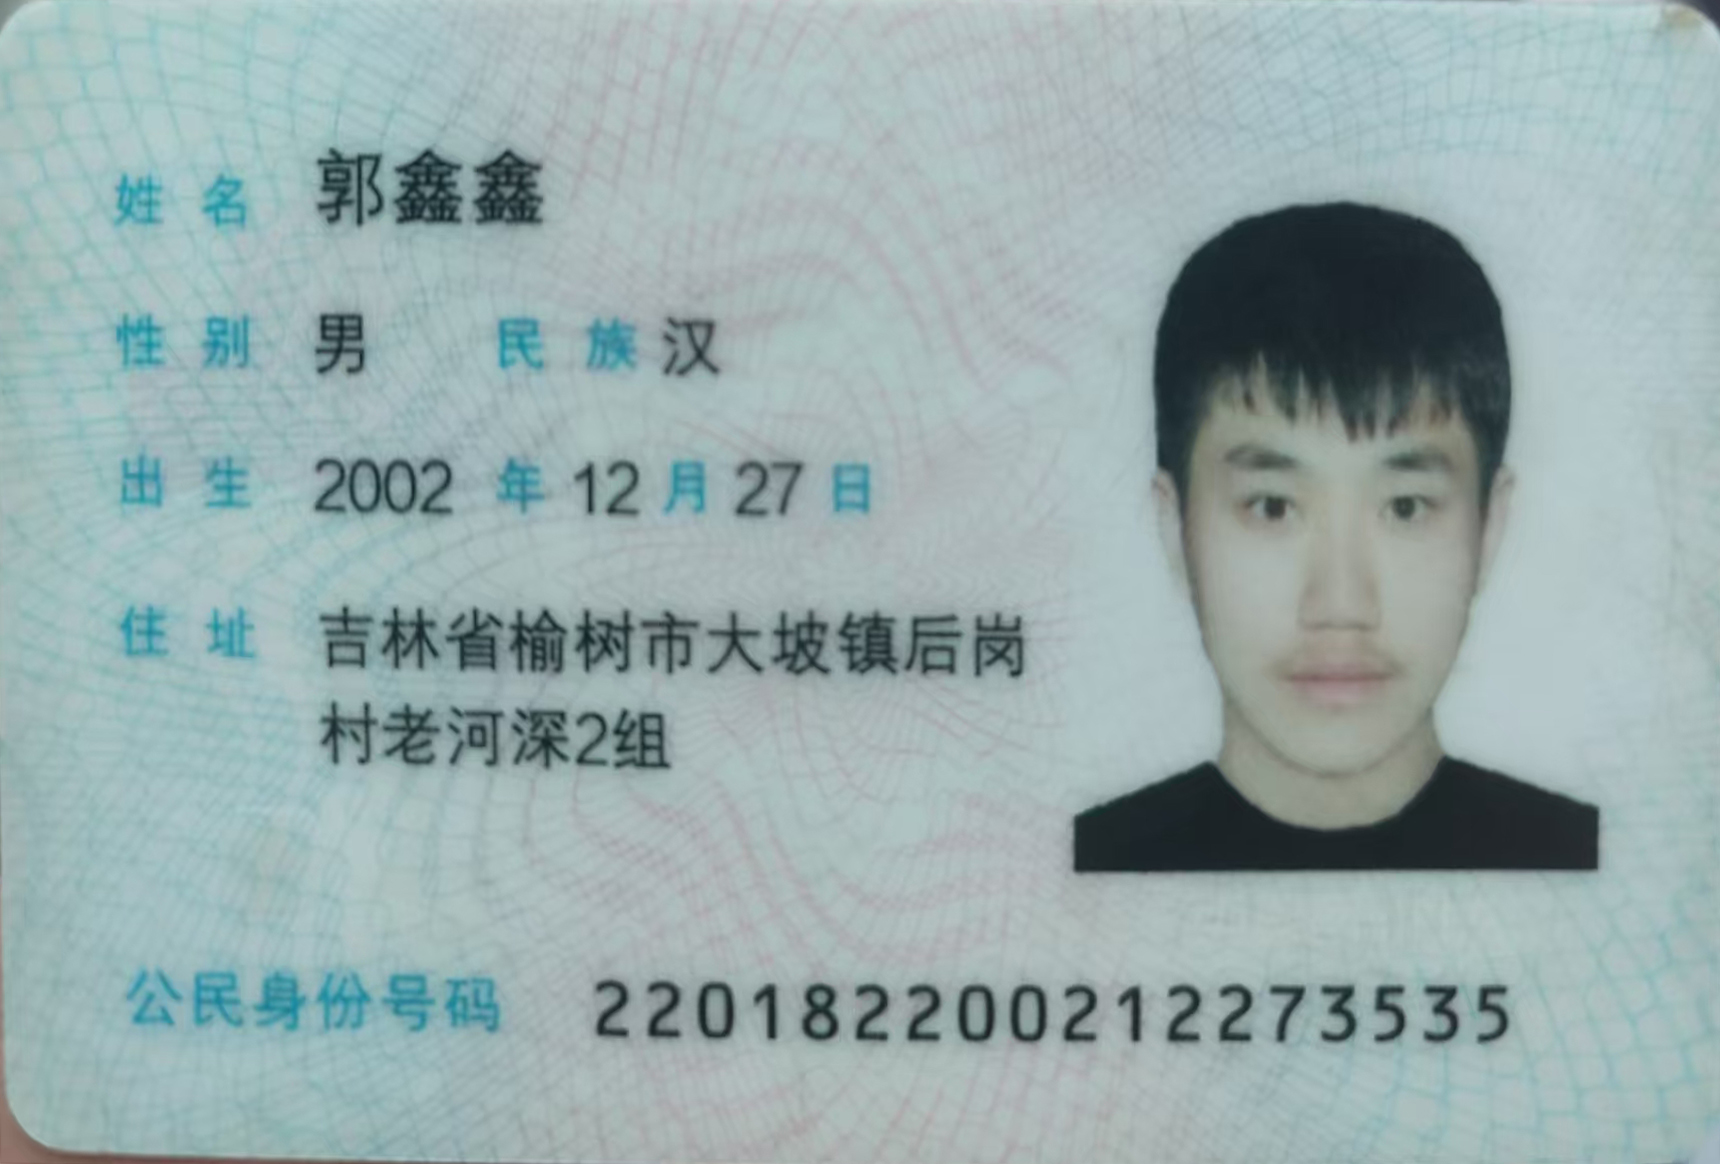 姓名 郭鑫鑫
性别 男 民族 汉
出生 2002 年 12 月 27 日
住址 吉林省榆树市大坡镇后岗
村老河深2组
公民身份号码 220182200212273535